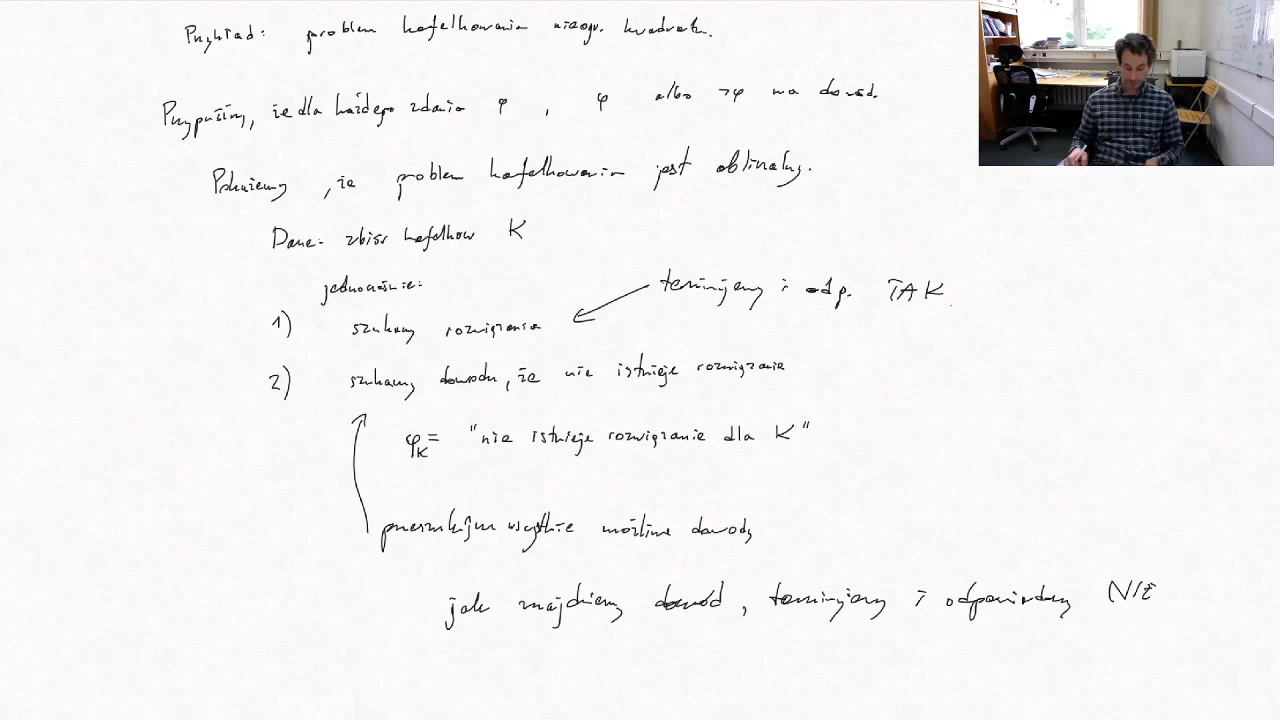 Przykład: problem kafelkowania nieogr. kwadratu.
Przypuśćmy, że dla każdego zdania φ, φ albo ¬φ ma dowód.
Pokażemy, że problem kafelkowania jest obliczalny.
Dane: zbiór kafelków K
jednocześnie:
1) szukamy rozwiązania
terminujemy i odp. TAK
2) szukamy dowodu, że nie istnieje rozwiązanie
φ_K = "nie istnieje rozwiązanie dla K"
przeszukujemy wszystkie możliwe dowody
jak znajdziemy dowód, terminujemy i odpowiadamy NIE